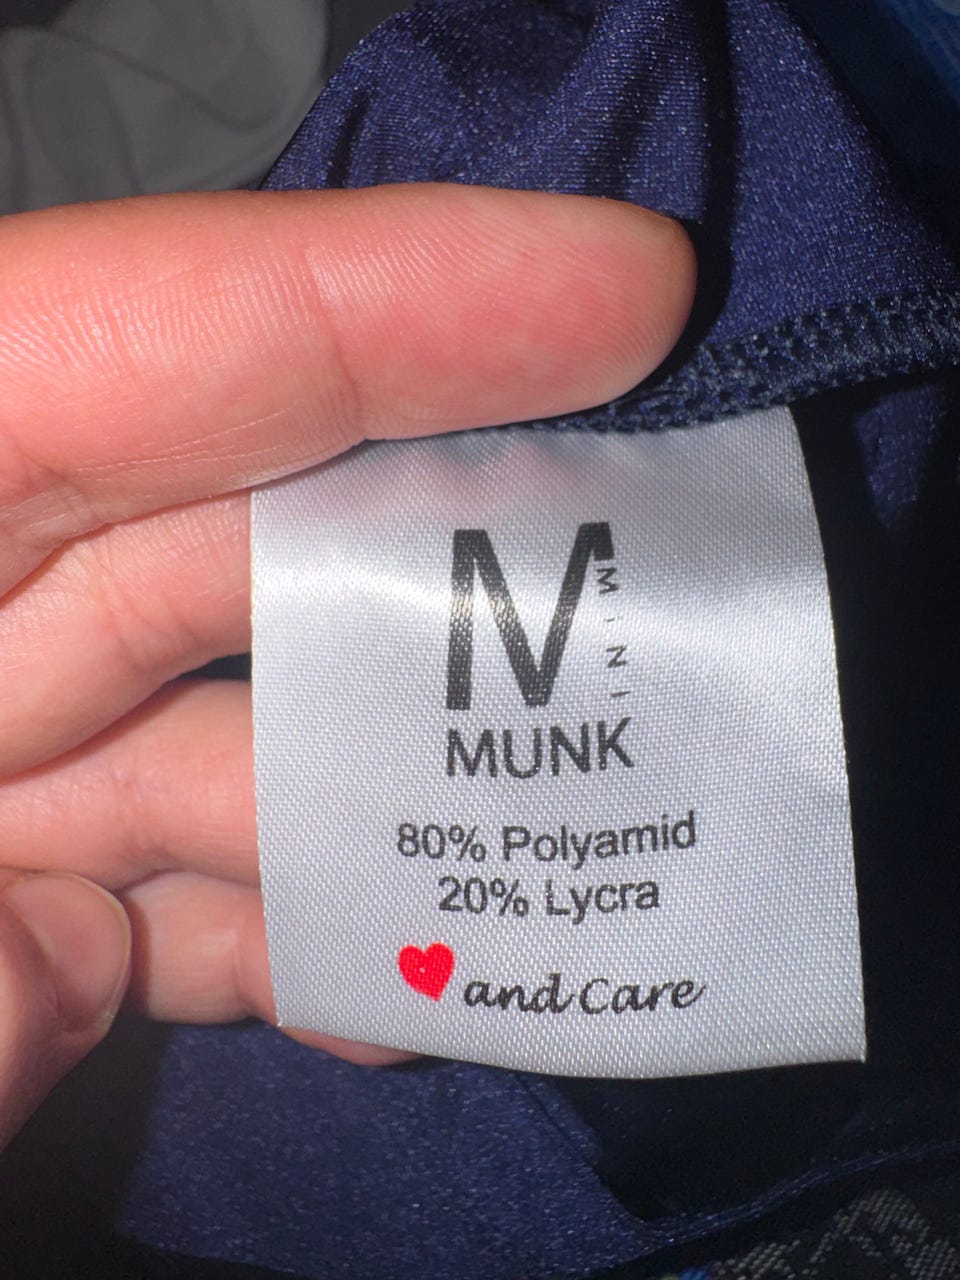 M MINI
MUNK
80% Polyamid
20% Lycra
and Care